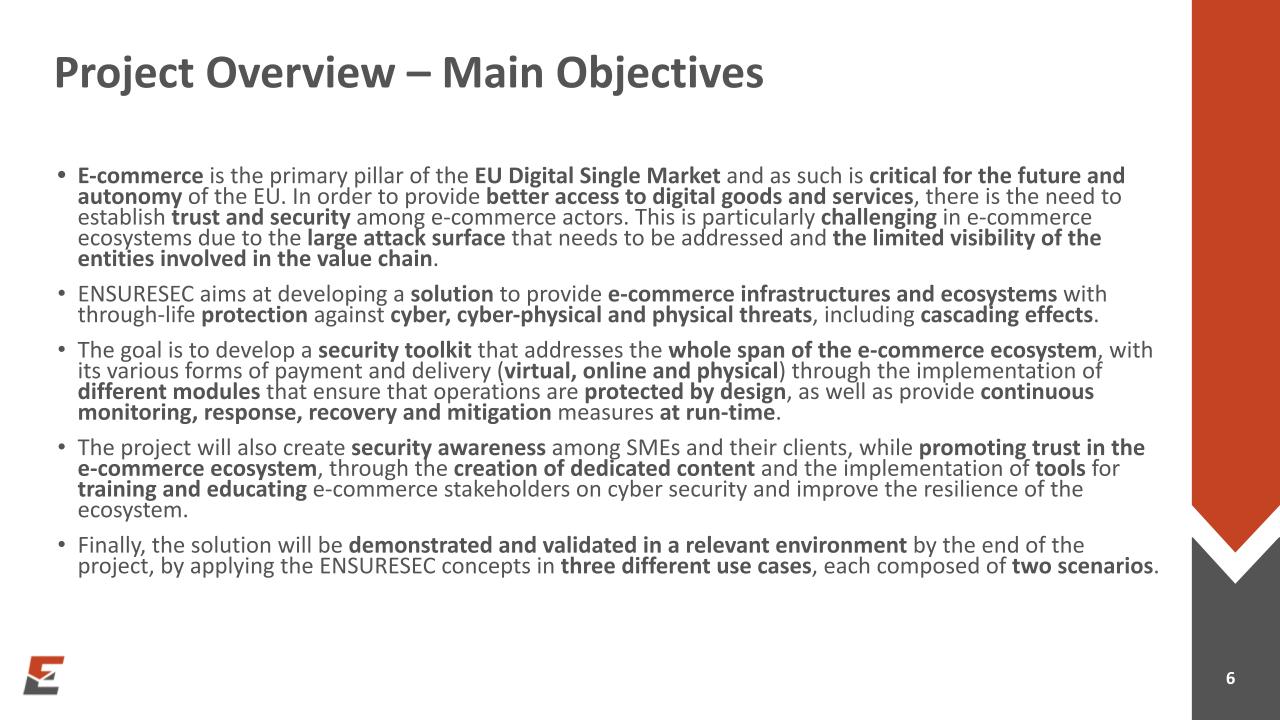 Project Overview – Main Objectives
• E-commerce is the primary pillar of the EU Digital Single Market and as such is critical for the future and
autonomy of the EU. In order to provide better access to digital goods and services, there is the need to
establish trust and security among e-commerce actors. This is particularly challenging in e-commerce
ecosystems due to the large attack surface that needs to be addressed and the limited visibility of the
entities involved in the value chain.
• ENSURESEC aims at developing a solution to provide e-commerce infrastructures and ecosystems with
through-life protection against cyber, cyber-physical and physical threats, including cascading effects.
• The goal is to develop a security toolkit that addresses the whole span of the e-commerce ecosystem, with
its various forms of payment and delivery (virtual, online and physical) through the implementation of
different modules that ensure that operations are protected by design, as well as provide continuous
monitoring, response, recovery and mitigation measures at run-time.
• The project will also create security awareness among SMEs and their clients, while promoting trust in the
e-commerce ecosystem, through the creation of dedicated content and the implementation of tools for
training and educating e-commerce stakeholders on cyber security and improve the resilience of the
ecosystem.
• Finally, the solution will be demonstrated and validated in a relevant environment by the end of the
project, by applying the ENSURESEC concepts in three different use cases, each composed of two scenarios.
6